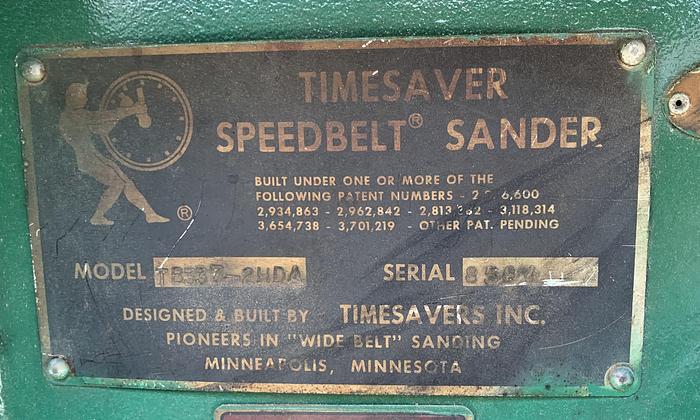 TIMESAVER
SPEEDBELT® SANDER
BUILT UNDER ONE OR MORE OF THE
FOLLOWING PATENT NUMBERS -
2,934,863 - 2,962,842 - 3,118,314
3,654,738 - 3,701,219 - OTHER PAT. PENDING
®
MODEL
SERIAL
DESIGNED & BUILT BY TIMESAVERS INC.
PIONEERS IN "WIDE BELT" SANDING
MINNEAPOLIS, MINNESOTA